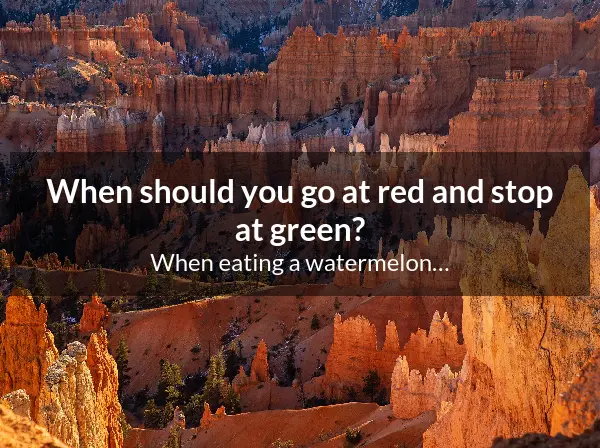 When should you go at red and stop
at green?
When eating a watermelon...